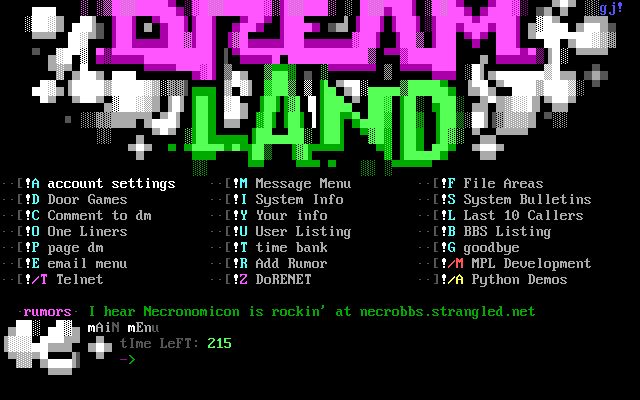 gj!
DREAM
LAND
··[!A account settings ··[!M Message Menu ··[!F File Areas
··[!D Door Games ··[!I System Info ··[!S System Bulletins
··[!C Comment to dm ··[!Y Your info ··[!L Last 10 Callers
··[!O One Liners ··[!U User Listing ··[!B BBS Listing
··[!P page dm ··[!T time bank ··[!G goodbye
··[!E email menu ··[!R Add Rumor ··[!/M MPL Development
··[!/T Telnet ··[!Z DoRENET ··[!/A Python Demos
·rumors· I hear Necronomicon is rockin' at necrobbs.strangled.net
mAiN mEnu
tIme LeFT: 215
->